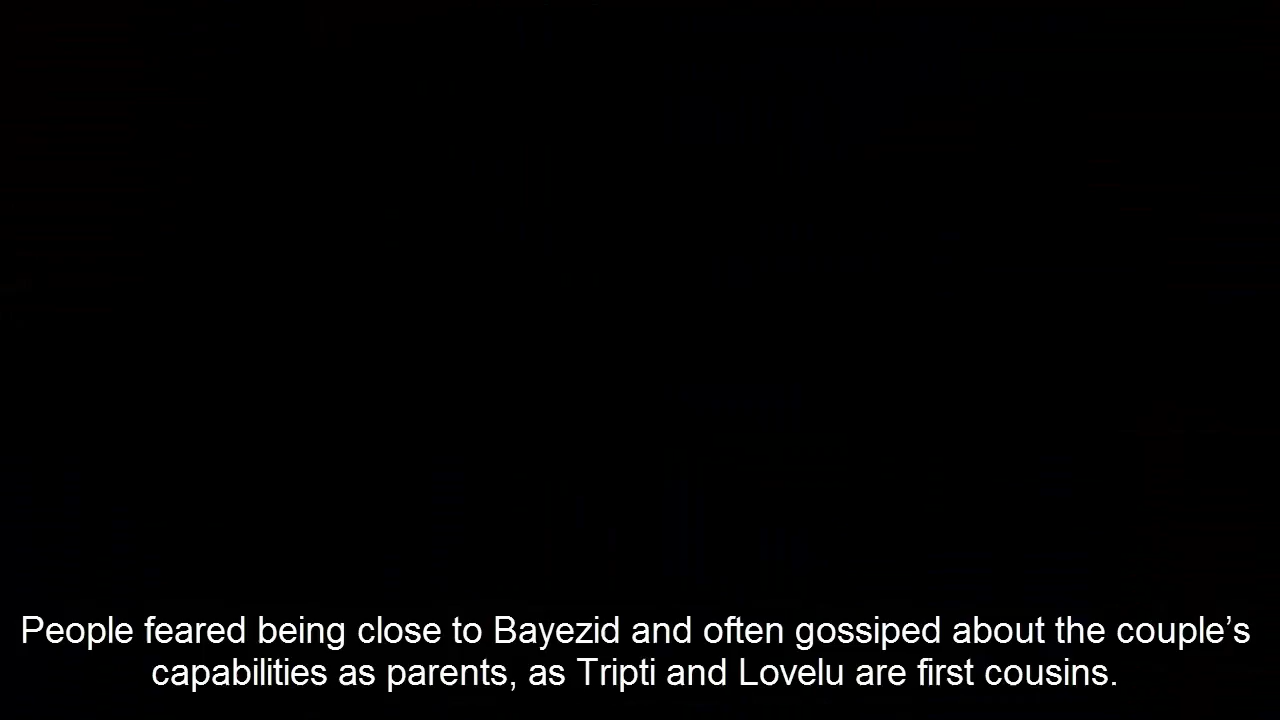 People feared being close to Bayezid and often gossiped about the couple’s
capabilities as parents, as Tripti and Lovelu are first cousins.